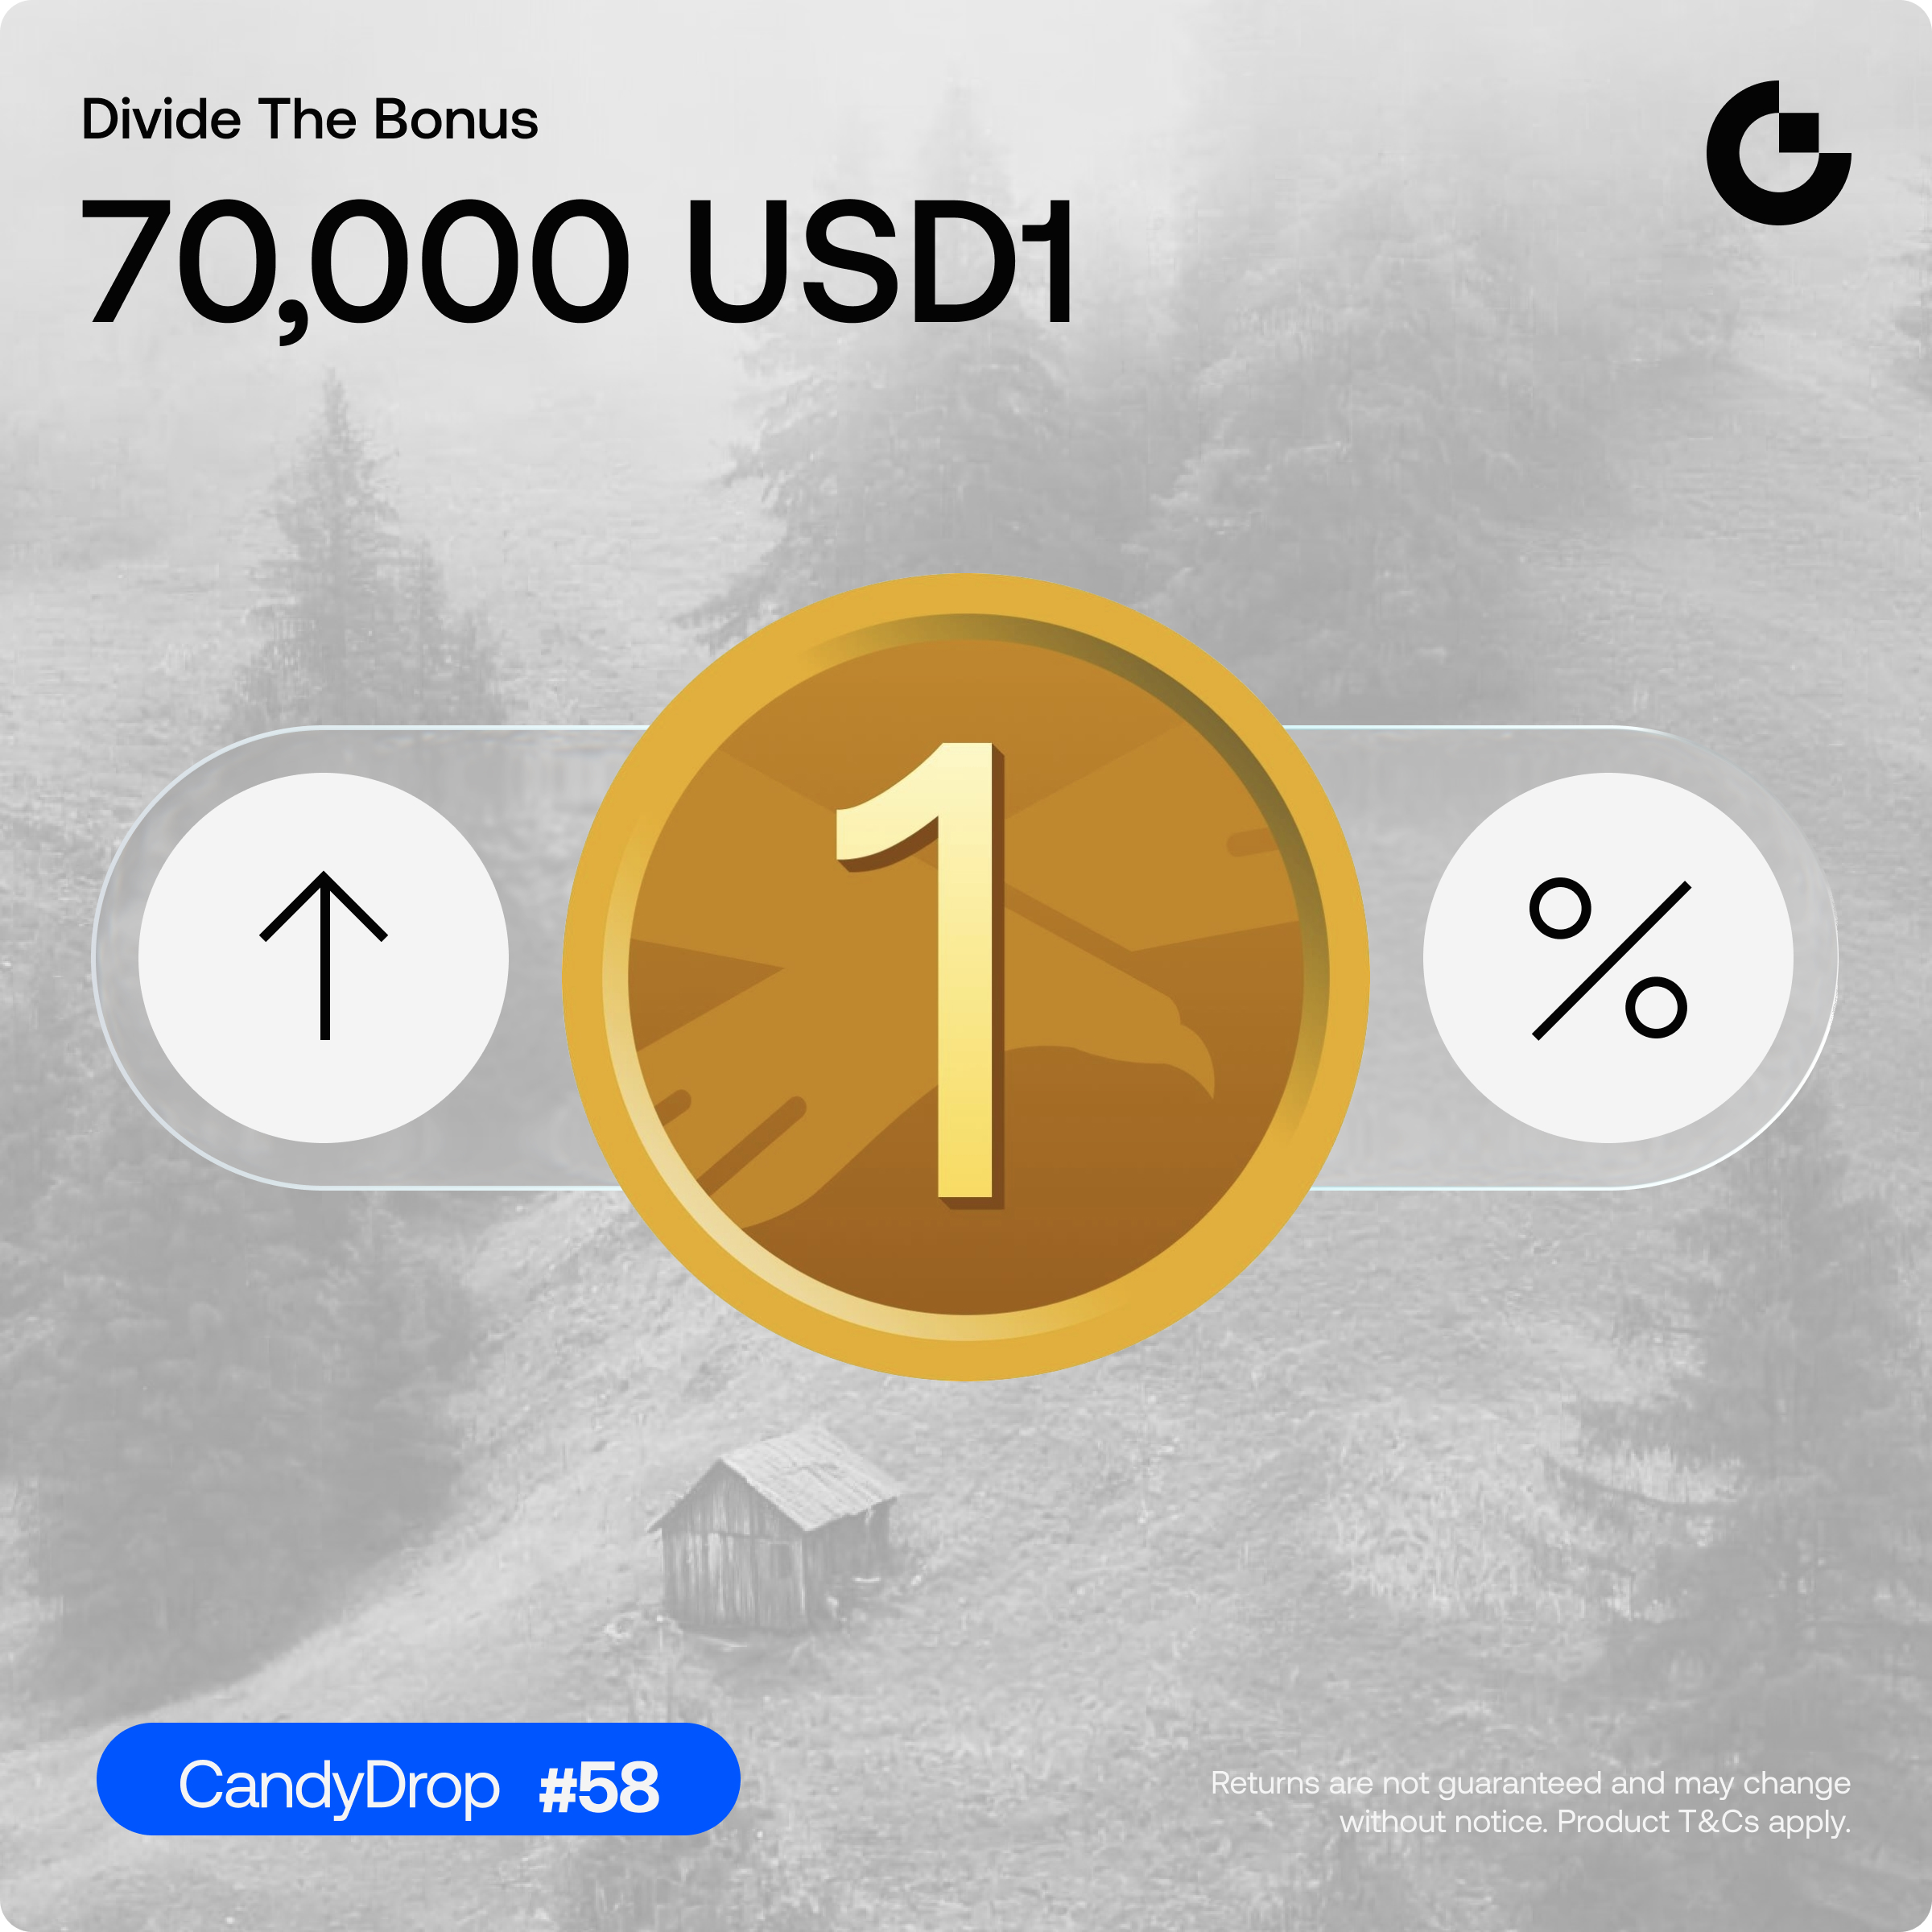 Divide The Bonus
70,000 USD1
1
%
CandyDrop #58
Returns are not guaranteed and may change
without notice. Product T&Cs apply.